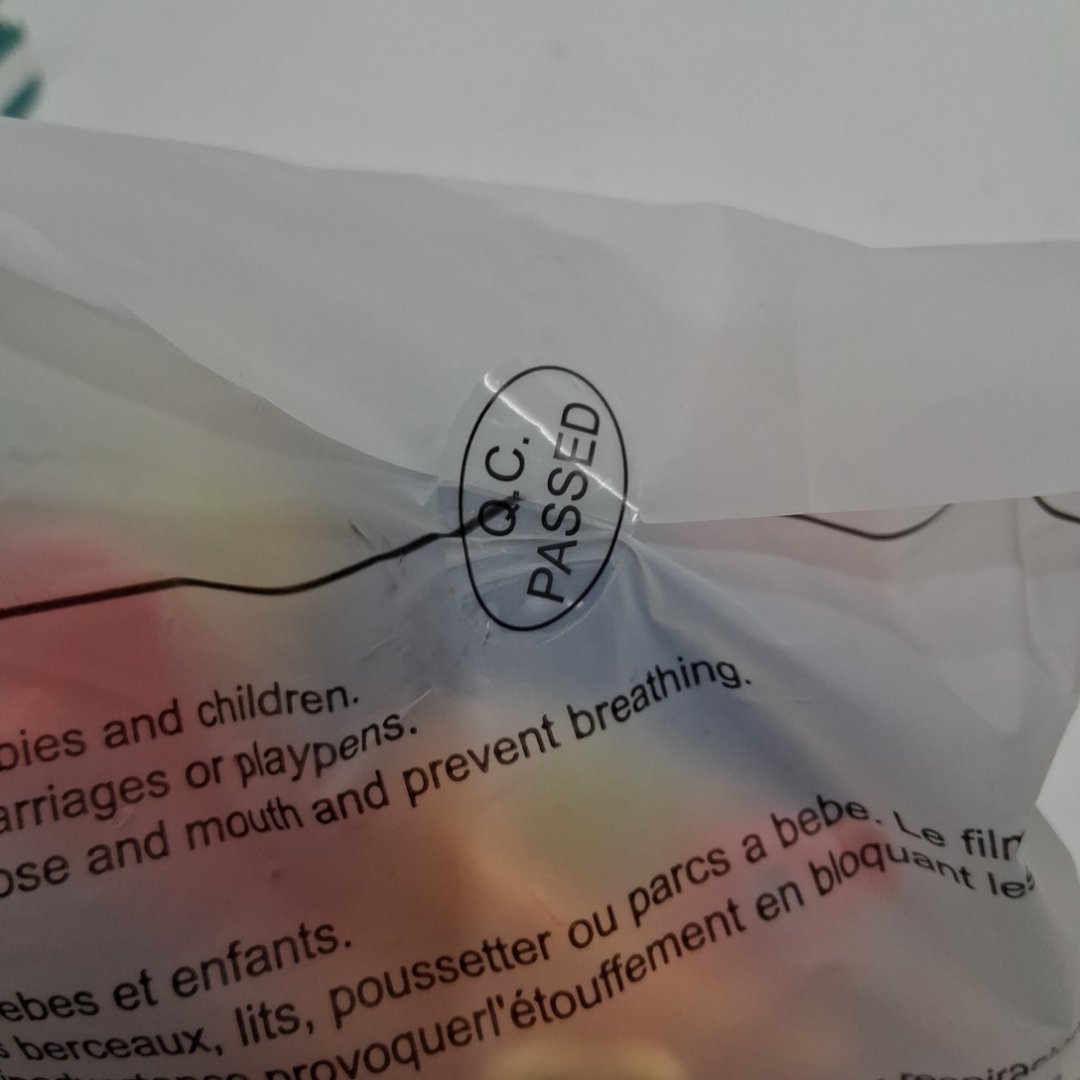 Q.C.
PASSED
bies and children.
arriages or playpens.
ose and mouth and prevent breathing.
ebes et enfants.
berceaux, lits, poussetter ou parcs a bebe. Le film
provoquerl'étouffement en bloquant les